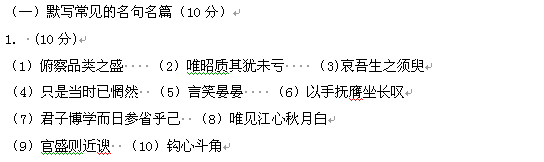 （一）默写常见的名句名篇（10分）
1. (10分)
（1）俯察品类之盛····（2）唯昭质其犹未亏····(3)哀吾生之须臾
（4）只是当时已惘然··（5）言笑晏晏····（6）以手抚膺坐长叹
（7）君子博学而日参省乎己··（8）唯见江心秋月白
（9）官盛则近谀··（10）钩心斗角